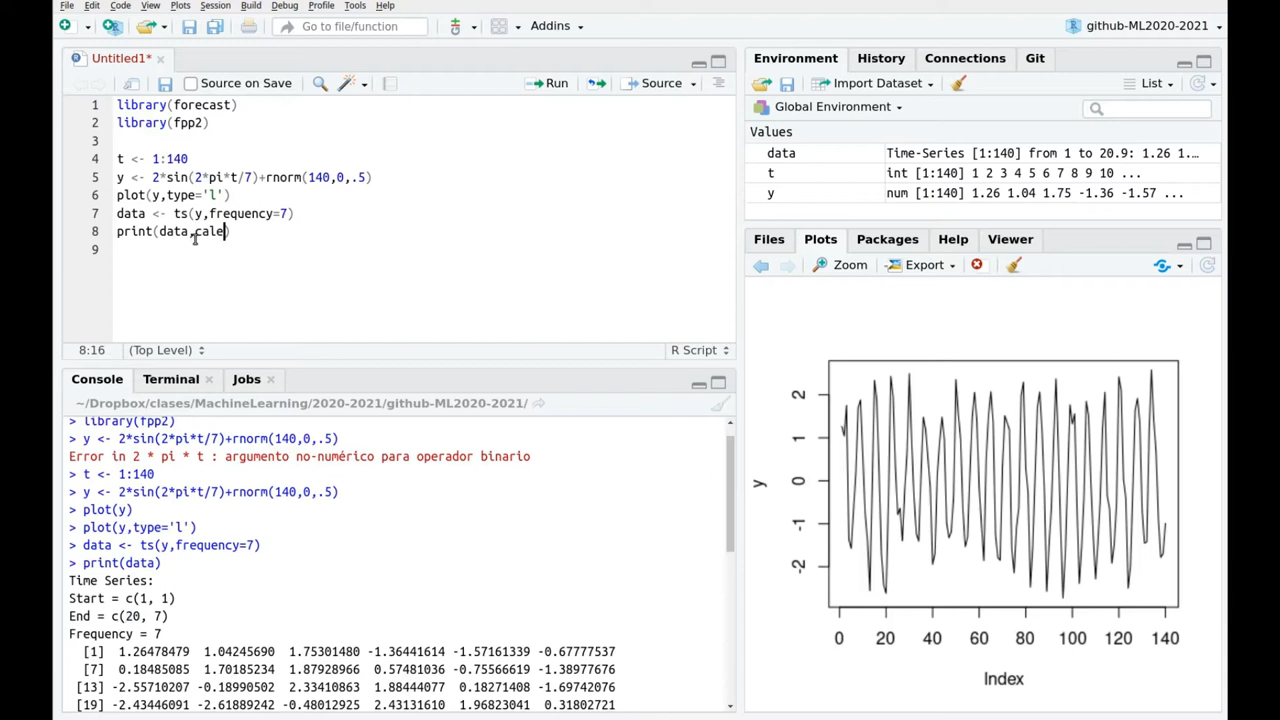 File Edit Code View Plots Session Build Debug Profile Tools Help
Go to file/function Addins github-ML2020-2021
Untitled1*
Source on Save Run Source
1 library(forecast)
2 library(fpp2)
3
4 t <- 1:140
5 y <- 2*sin(2*pi*t/7)+rnorm(140,0,.5)
6 plot(y,type='l')
7 data <- ts(y,frequency=7)
8 print(data,cale)
9
8:16 (Top Level) R Script
Console Terminal Jobs
~/Dropbox/clases/MachineLearning/2020-2021/github-ML2020-2021/
> library(fpp2)
> y <- 2*sin(2*pi*t/7)+rnorm(140,0,.5)
Error in 2 * pi * t : argumento no-numérico para operador binario
> t <- 1:140
> y <- 2*sin(2*pi*t/7)+rnorm(140,0,.5)
> plot(y)
> plot(y,type='l')
> data <- ts(y,frequency=7)
> print(data)
Time Series:
Start = c(1, 1)
End = c(20, 7)
Frequency = 7
[1] 1.26478479 1.04245690 1.75301480 -1.36441614 -1.57161339 -0.67777537
[7] 0.18485085 1.70185234 1.87928966 0.57481036 -0.75566619 -1.38977676
[13] -2.55710207 -0.18990502 2.33410863 1.88444077 0.18271408 -1.69742076
[19] -2.43446091 -2.61889242 -0.48012925 2.43131610 1.96823041 0.31802721
Environment History Connections Git
Import Dataset List
Global Environment
Values
data Time-Series [1:140] from 1 to 20.9: 1.26 1...
t int [1:140] 1 2 3 4 5 6 7 8 9 10 ...
y num [1:140] 1.26 1.04 1.75 -1.36 -1.57 ...
Files Plots Packages Help Viewer
Zoom Export
2
1
0
-1
-2
y
0 20 40 60 80 100 120 140
Index